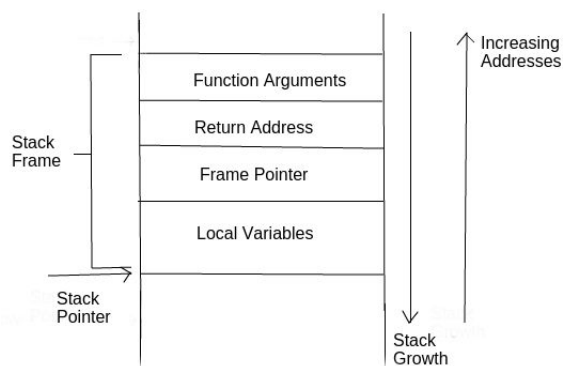 Increasing
Addresses
Function Arguments
Return Address
Stack
Frame
Frame Pointer
Local Variables
Stack
Pointer
Stack
Growth